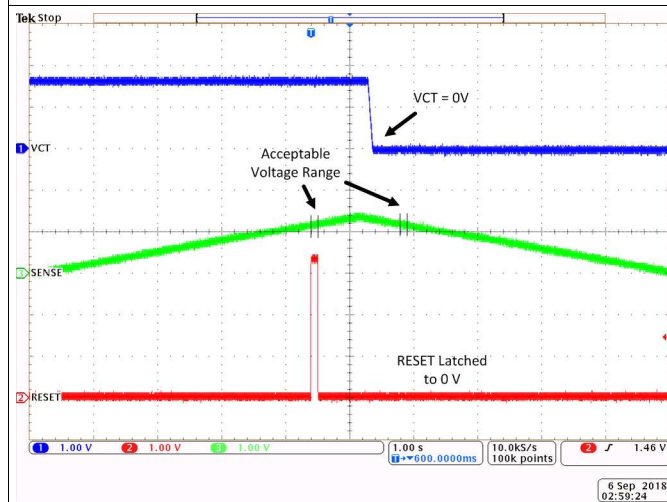 Tek Stop
T
T
VCT = 0V
1 VCT
Acceptable
Voltage Range
3 SENSE
RESET Latched
to 0 V
2 RESET
1 1.00 V 2 1.00 V 3 1.00 V 1.00 s 10.0kS/s 2 1.46 V
T→▼600.0000ms 100k points
6 Sep 2018
02:59:24